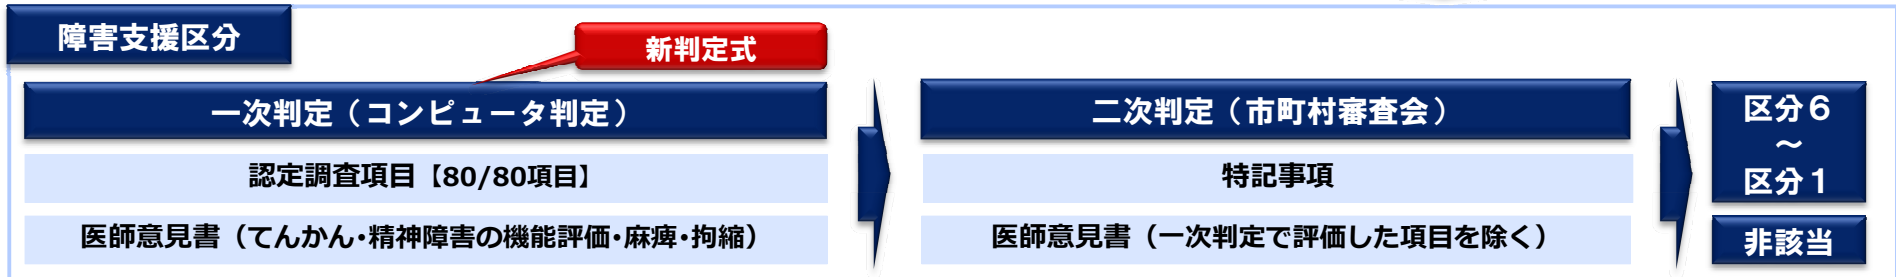 障害支援区分
新判定式
一次判定（コンピュータ判定）
認定調査項目【80/80項目】
医師意見書（てんかん・精神障害の機能評価・麻痺・拘縮）
二次判定（市町村審査会）
特記事項
医師意見書（一次判定で評価した項目を除く）
区分６
～
区分１
非該当